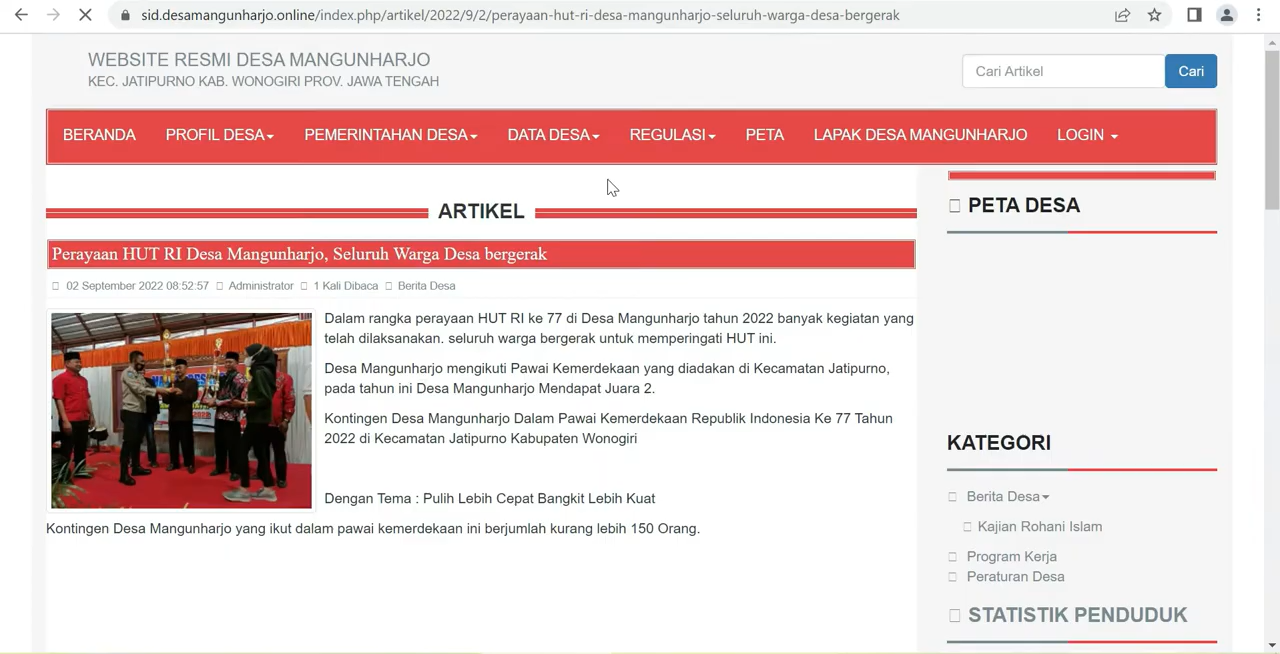 sid.desamangunharjo.online/index.php/artikel/2022/9/2/perayaan-hut-ri-desa-mangunharjo-seluruh-warga-desa-bergerak
WEBSITE RESMI DESA MANGUNHARJO
KEC. JATIPURNO KAB. WONOGIRI PROV. JAWA TENGAH
Cari Artikel
Cari
BERANDA PROFIL DESA PEMERINTAHAN DESA DATA DESA REGULASI PETA LAPAK DESA MANGUNHARJO LOGIN
ARTIKEL
Perayaan HUT RI Desa Mangunharjo, Seluruh Warga Desa bergerak
02 September 2022 08:52:57 Administrator 1 Kali Dibaca Berita Desa
Dalam rangka perayaan HUT RI ke 77 di Desa Mangunharjo tahun 2022 banyak kegiatan yang
telah dilaksanakan. seluruh warga bergerak untuk memperingati HUT ini.
Desa Mangunharjo mengikuti Pawai Kemerdekaan yang diadakan di Kecamatan Jatipurno,
pada tahun ini Desa Mangunharjo Mendapat Juara 2.
Kontingen Desa Mangunharjo Dalam Pawai Kemerdekaan Republik Indonesia Ke 77 Tahun
2022 di Kecamatan Jatipurno Kabupaten Wonogiri
Dengan Tema : Pulih Lebih Cepat Bangkit Lebih Kuat
Kontingen Desa Mangunharjo yang ikut dalam pawai kemerdekaan ini berjumlah kurang lebih 150 Orang.
PETA DESA
KATEGORI
Berita Desa
Kajian Rohani Islam
Program Kerja
Peraturan Desa
STATISTIK PENDUDUK